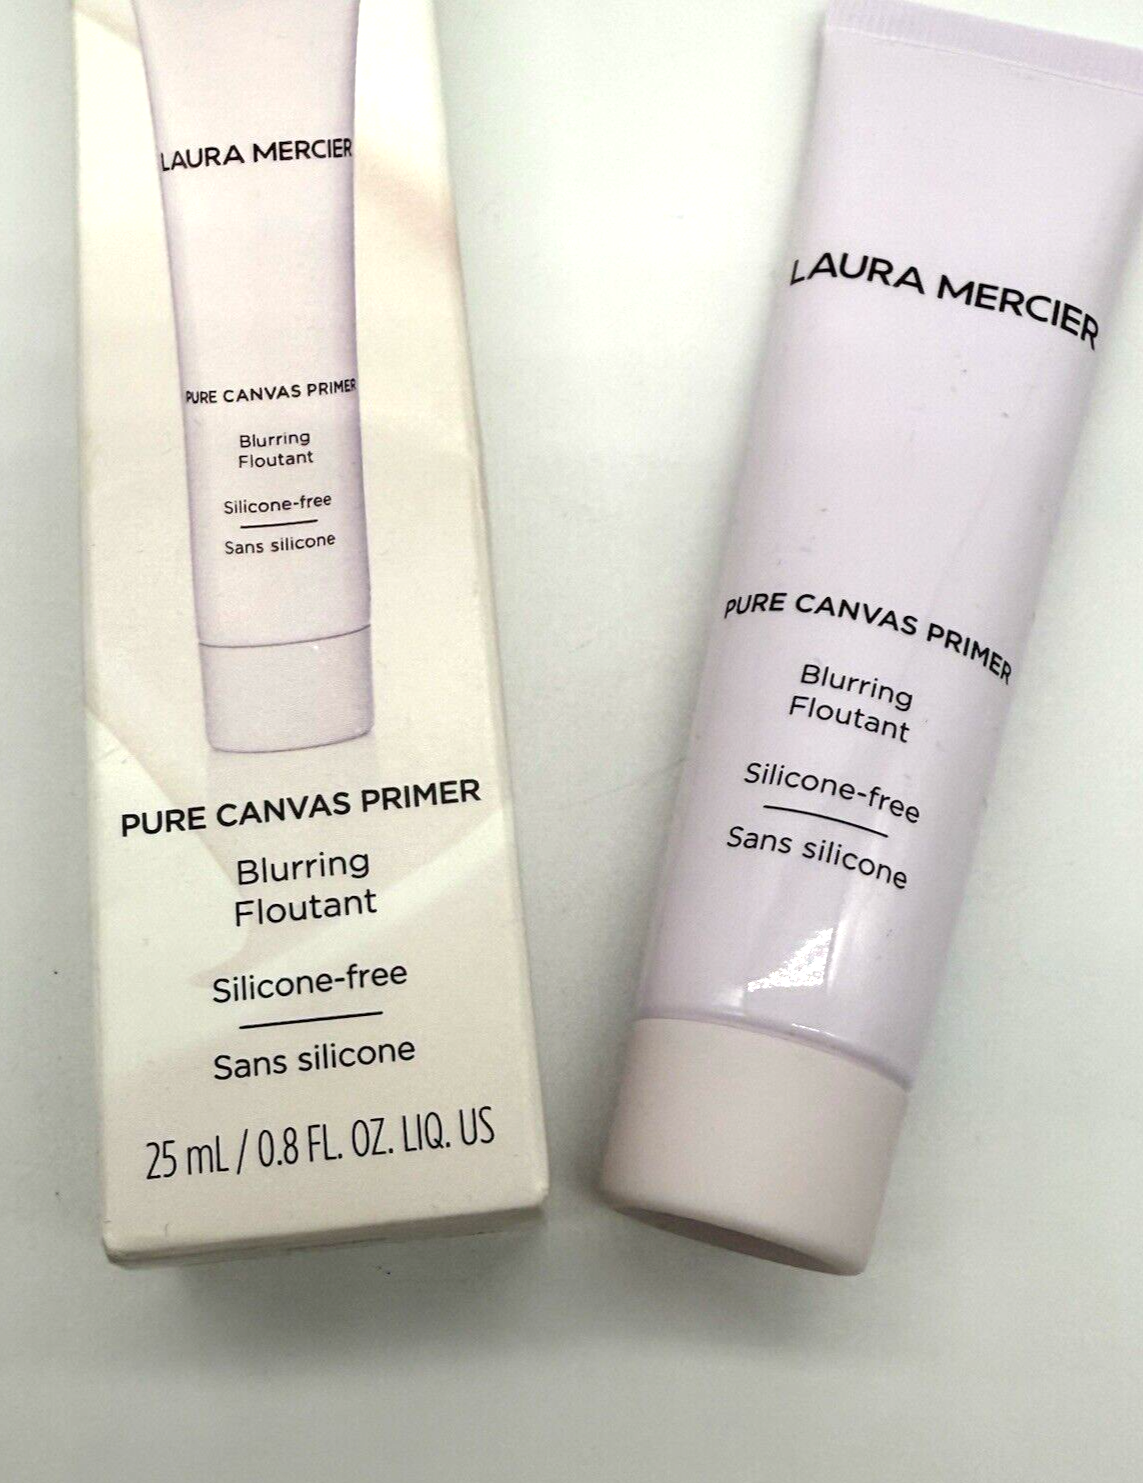 LAURA MERCIER
PURE CANVAS PRIMER
Blurring
Floutant
Silicone-free
Sans silicone
PURE CANVAS PRIMER
Blurring
Floutant
Silicone-free
Sans silicone
25 mL / 0.8 FL. OZ. LIQ. US
LAURA MERCIER
PURE CANVAS PRIMER
Blurring
Floutant
Silicone-free
Sans silicone